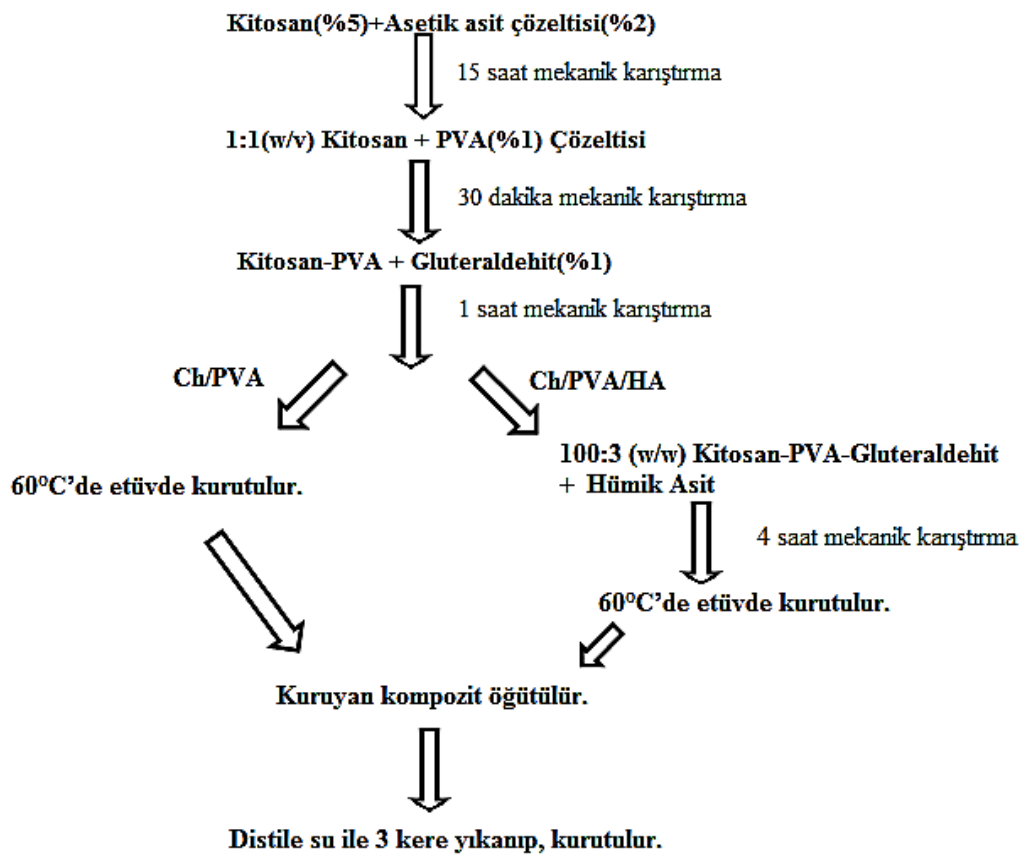 Kitosan(%5)+Asetik asit çözeltisi(%2)
15 saat mekanik karıştırma
1:1(w/v) Kitosan + PVA(%1) Çözeltisi
30 dakika mekanik karıştırma
Kitosan-PVA + Gluteraldehit(%1)
1 saat mekanik karıştırma
Ch/PVA
Ch/PVA/HA
100:3 (w/w) Kitosan-PVA-Gluteraldehit
+ Hümik Asit
60°C’de etüvde kurutulur.
4 saat mekanik karıştırma
60°C’de etüvde kurutulur.
Kuruyan kompozit öğütülür.
Distile su ile 3 kere yıkanıp, kurutulur.